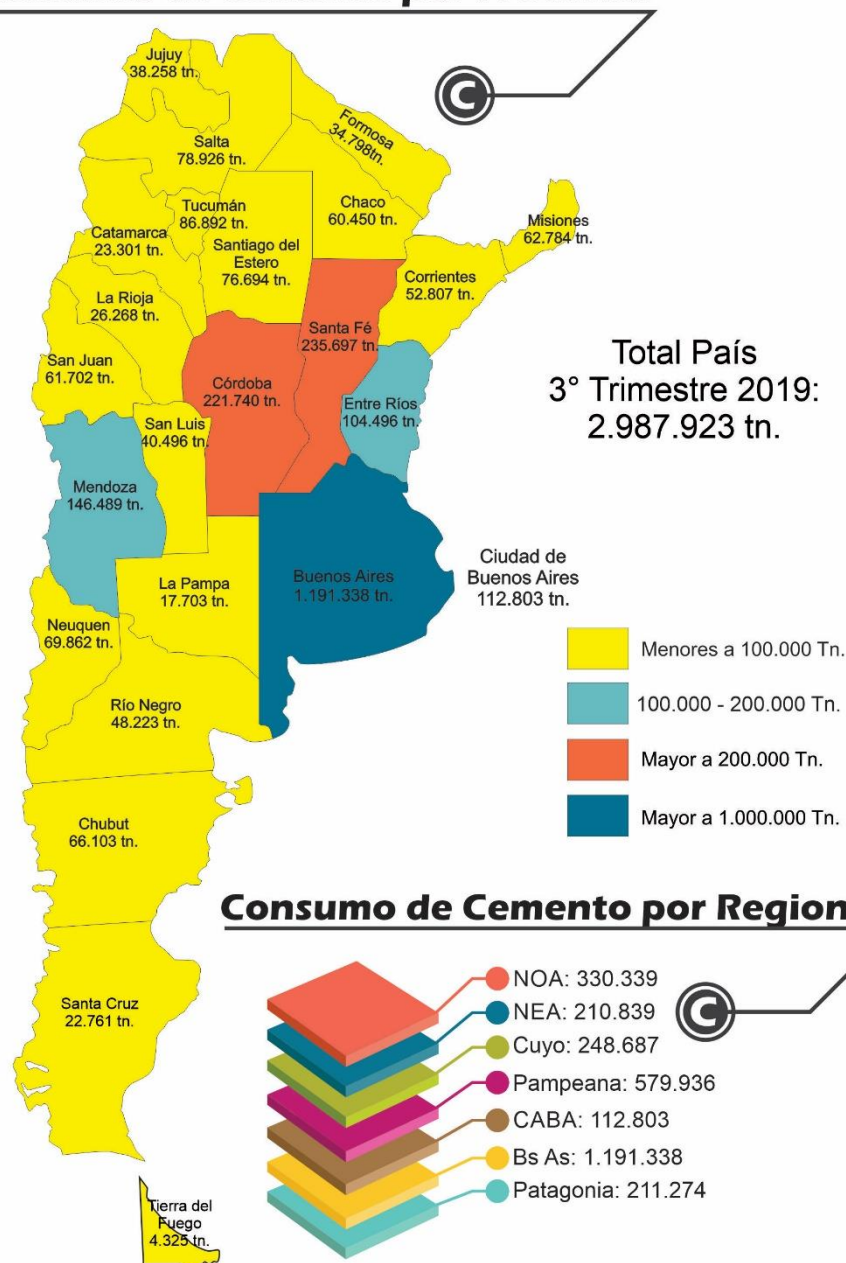 Jujuy
38.258 tn.
Formosa
34.798tn.
Salta
78.926 tn.
Chaco
60.450 tn.
Misiones
62.784 tn.
Tucumán
86.892 tn.
Catamarca
23.301 tn.
Santiago del
Estero
76.694 tn.
Corrientes
52.807 tn.
La Rioja
26.268 tn.
Santa Fé
235.697 tn.
San Juan
61.702 tn.
Córdoba
221.740 tn.
Entre Ríos
104.496 tn.
San Luis
40.496 tn.
Mendoza
146.489 tn.
Total País
3° Trimestre 2019:
2.987.923 tn.
Buenos Aires
1.191.338 tn.
Ciudad de
Buenos Aires
112.803 tn.
La Pampa
17.703 tn.
Neuquen
69.862 tn.
Río Negro
48.223 tn.
Chubut
66.103 tn.
Santa Cruz
22.761 tn.
Tierra del
Fuego
4.325 tn.
Menores a 100.000 Tn.
100.000 - 200.000 Tn.
Mayor a 200.000 Tn.
Mayor a 1.000.000 Tn.
Consumo de Cemento por Region
NOA: 330.339
NEA: 210.839
Cuyo: 248.687
Pampeana: 579.936
CABA: 112.803
Bs As: 1.191.338
Patagonia: 211.274
C
C